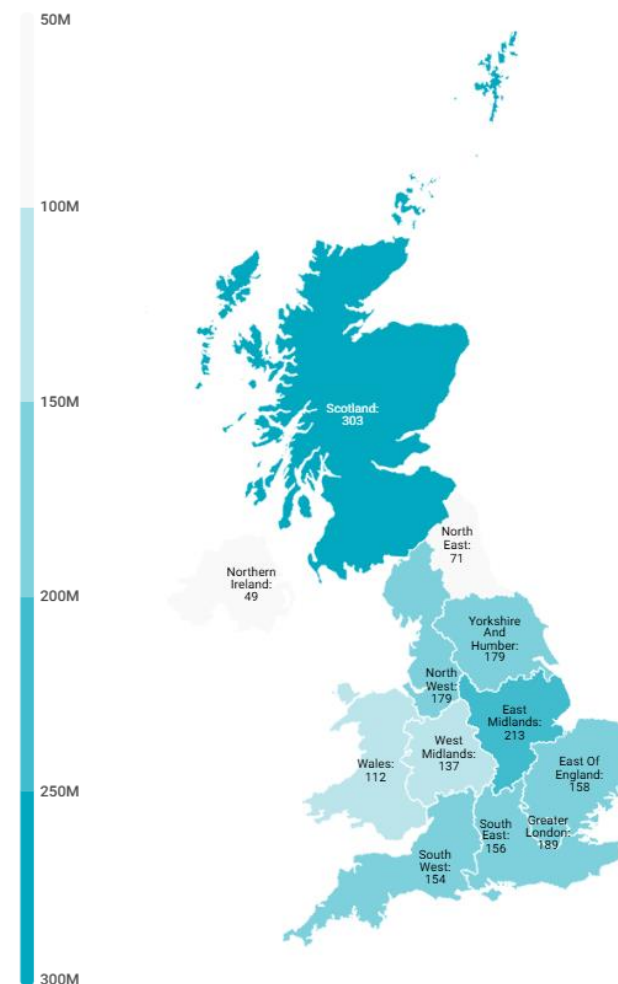 50M
100M
150M
200M
250M
300M
Scotland:
303
North
East:
71
Northern
Ireland:
49
Yorkshire
And
Humber:
179
North
West:
179
East
Midlands:
213
West
Midlands:
137
Wales:
112
East Of
England:
158
Greater
London:
189
South
East:
156
South
West:
154